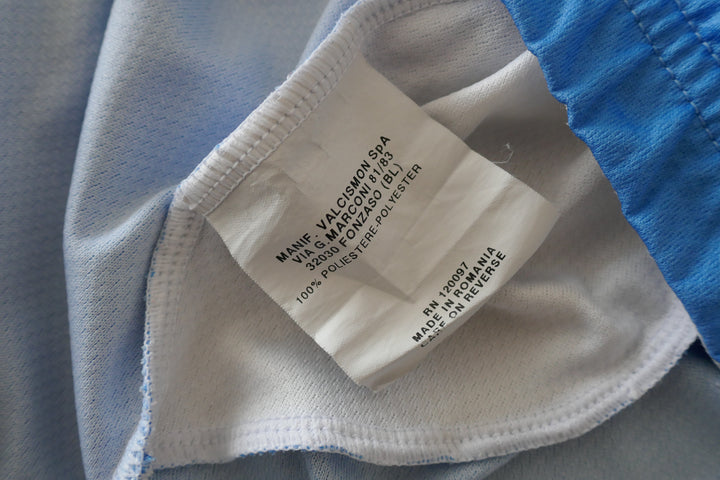 MANIF. VALCISMON SPA
VIA G.MARCONI 81/83
32030 FONZASO (BL)
100% POLIESTERE-POLYESTER
RN 120097
MADE IN ROMANIA
CARE ON REVERSE